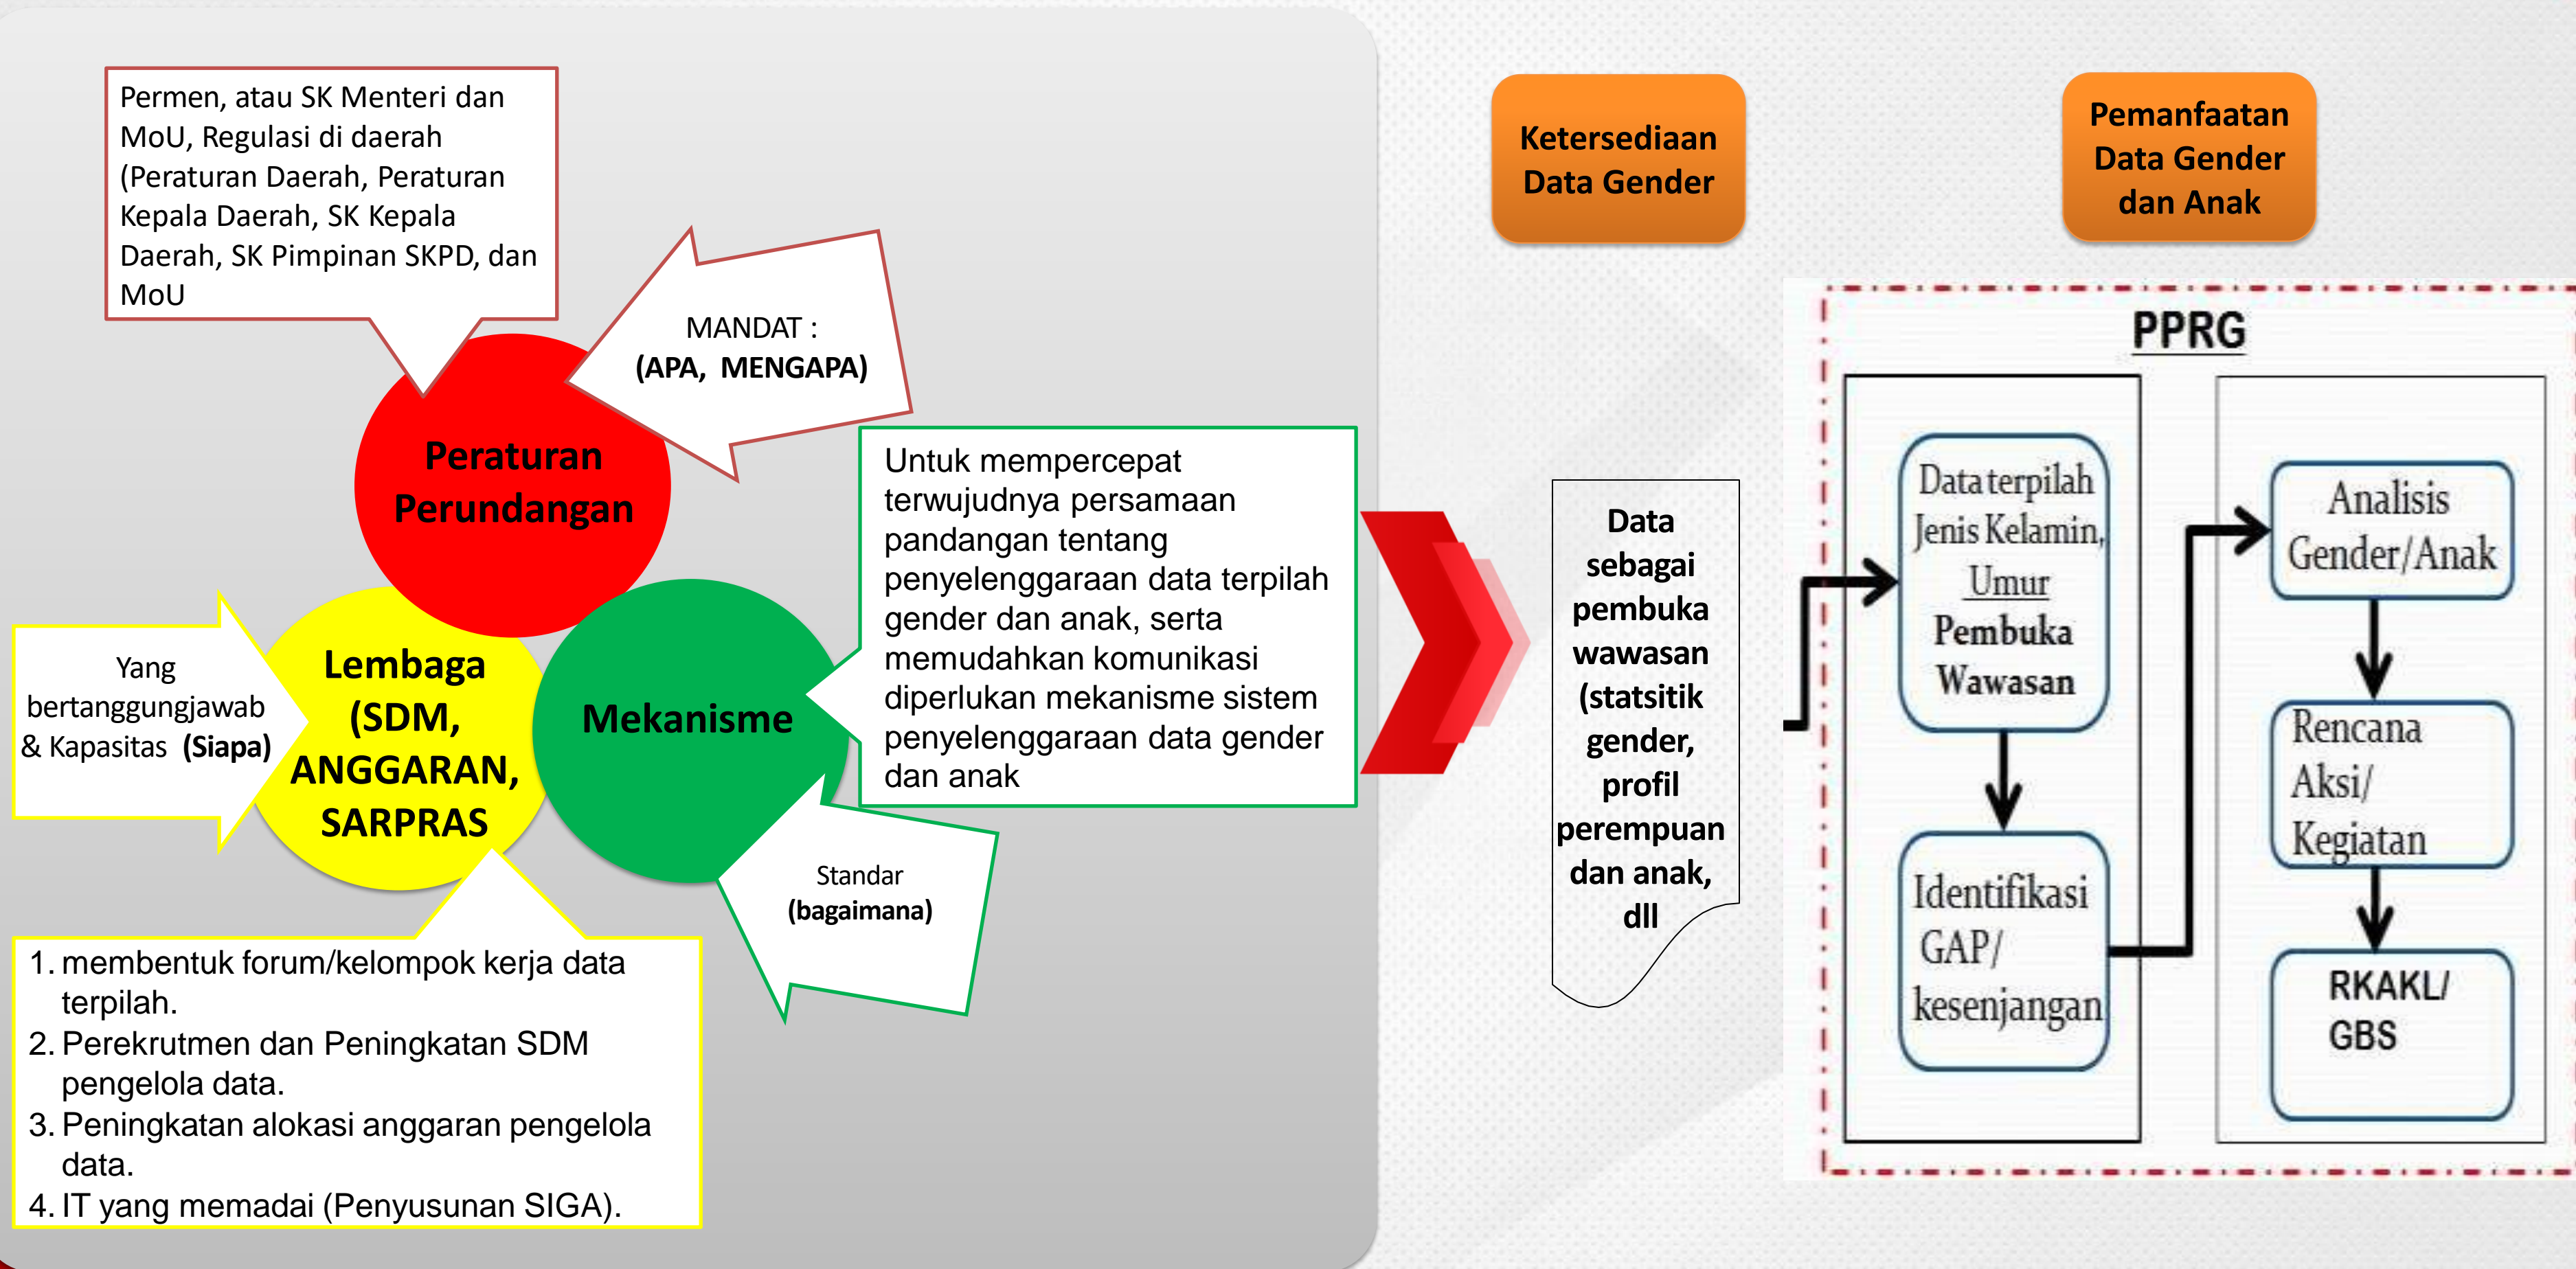 Permen, atau SK Menteri dan
MoU, Regulasi di daerah
(Peraturan Daerah, Peraturan
Kepala Daerah, SK Kepala
Daerah, SK Pimpinan SKPD, dan
MoU
MANDAT :
(APA, MENGAPA)
Peraturan
Perundangan
Yang
bertanggungjawab
& Kapasitas (Siapa)
Lembaga
(SDM,
ANGGARAN,
SARPRAS
Mekanisme
Untuk mempercepat
terwujudnya persamaan
pandangan tentang
penyelenggaraan data terpilah
gender dan anak, serta
memudahkan komunikasi
diperlukan mekanisme sistem
penyelenggaraan data gender
dan anak
Standar
(bagaimana)
1. membentuk forum/kelompok kerja data
terpilah.
2. Perekrutmen dan Peningkatan SDM
pengelola data.
3. Peningkatan alokasi anggaran pengelola
data.
4. IT yang memadai (Penyusunan SIGA).
Ketersediaan
Data Gender
Data
sebagai
pembuka
wawasan
(statsitik
gender,
profil
perempuan
dan anak,
dll
Pemanfaatan
Data Gender
dan Anak
PPRG
Data terpilah
Jenis Kelamin,
Umur
Pembuka
Wawasan
Identifikasi
GAP/
kesenjangan
Analisis
Gender/Anak
Rencana
Aksi/
Kegiatan
RKAKL/
GBS